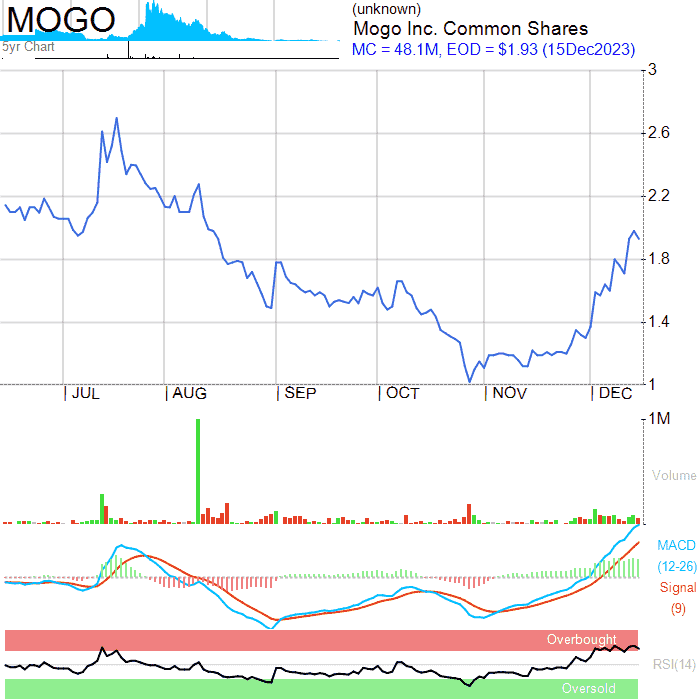 MOGO
5yr Chart
(unknown)
Mogo Inc. Common Shares
MC = 48.1M, EOD = $1.93 (15Dec2023)
3
2.6
2.2
1.8
1.4
1
JUL AUG SEP OCT NOV DEC
1M
Volume
MACD
(12-26)
Signal
(9)
Overbought
RSI(14)
Oversold